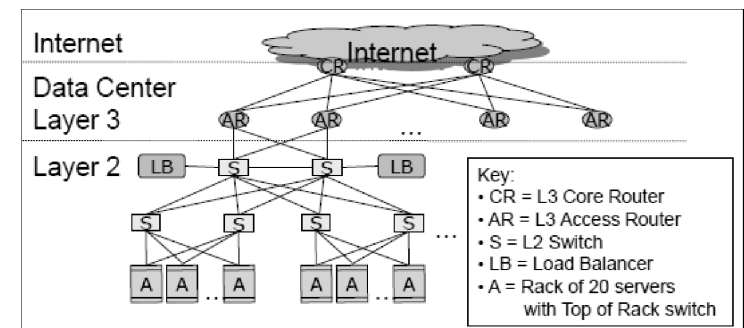 Internet
Internet
CR CR
Data Center
Layer 3
AR AR ... AR AR
Layer 2
LB S S LB
S S S S ...
A A ... A A A ... A
Key:
• CR = L3 Core Router
• AR = L3 Access Router
• S = L2 Switch
• LB = Load Balancer
• A = Rack of 20 servers
with Top of Rack switch